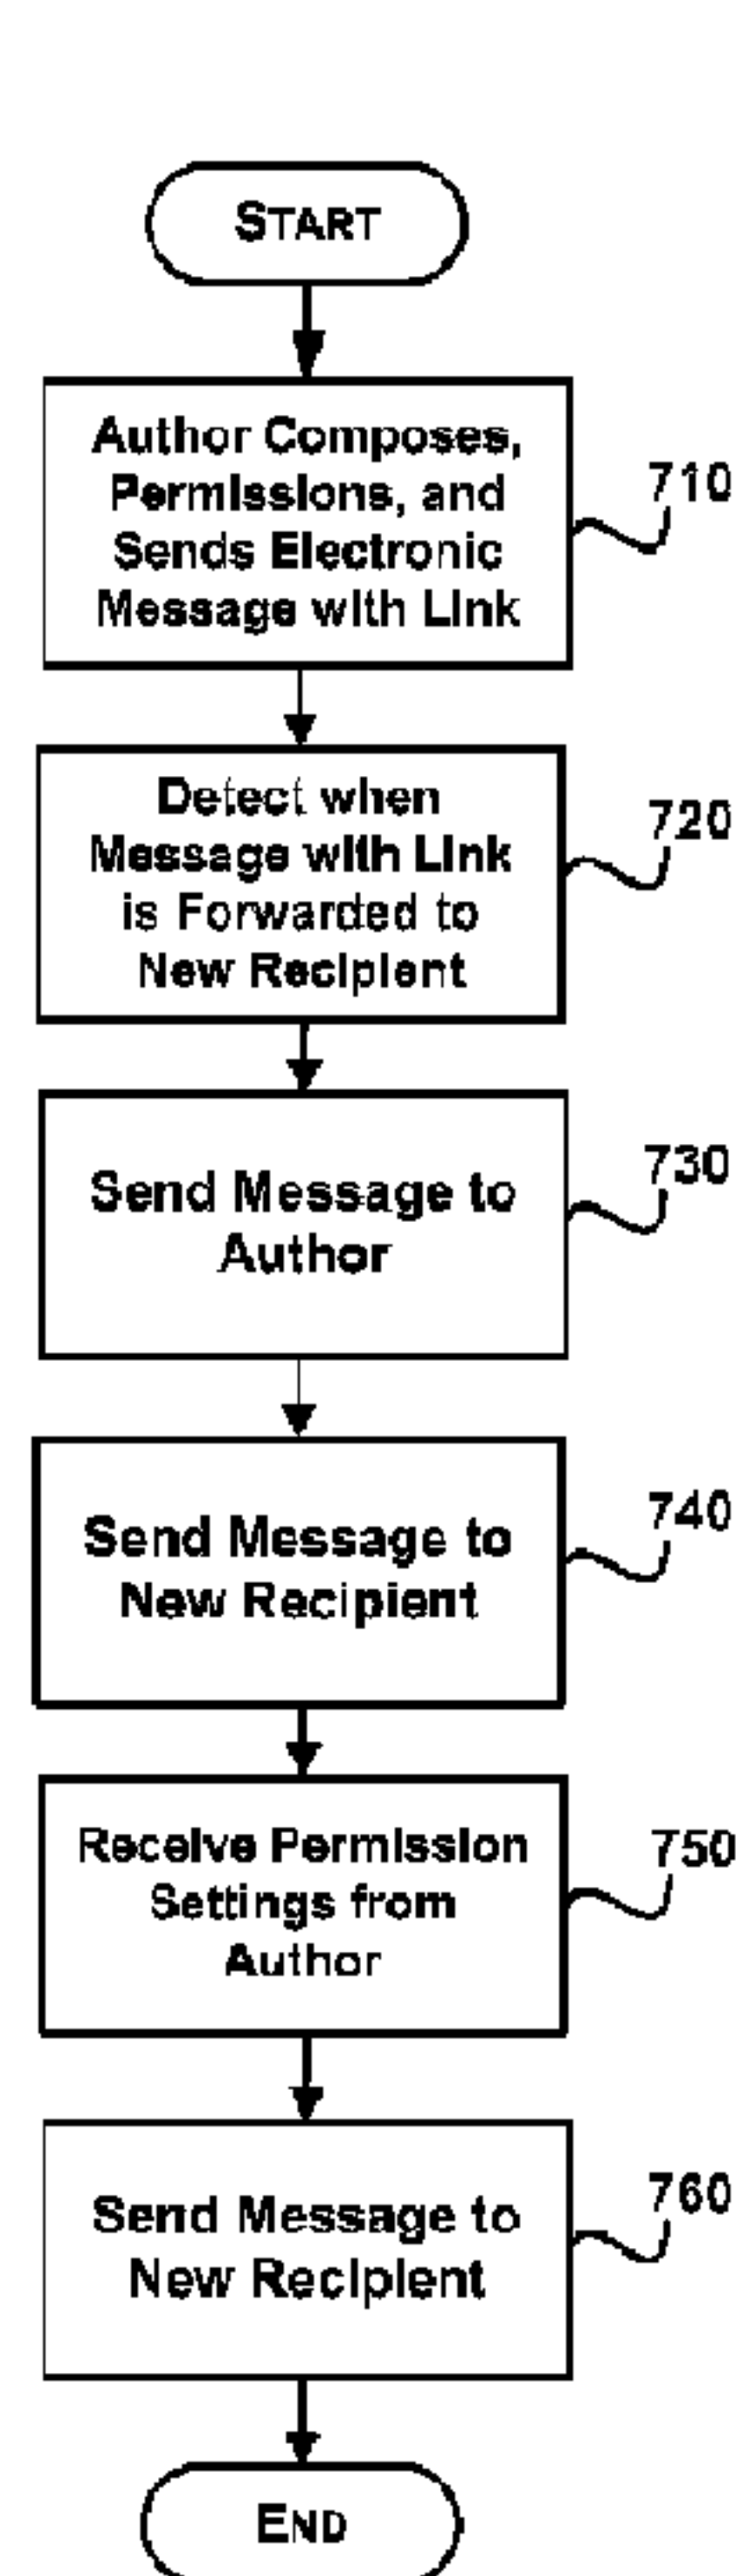 START
Author Composes,
Permissions, and
Sends Electronic
Message with Link
710
Detect when
Message with Link
is Forwarded to
New Recipient
720
Send Message to
Author
730
Send Message to
New Recipient
740
Receive Permission
Settings from
Author
750
Send Message to
New Recipient
760
END